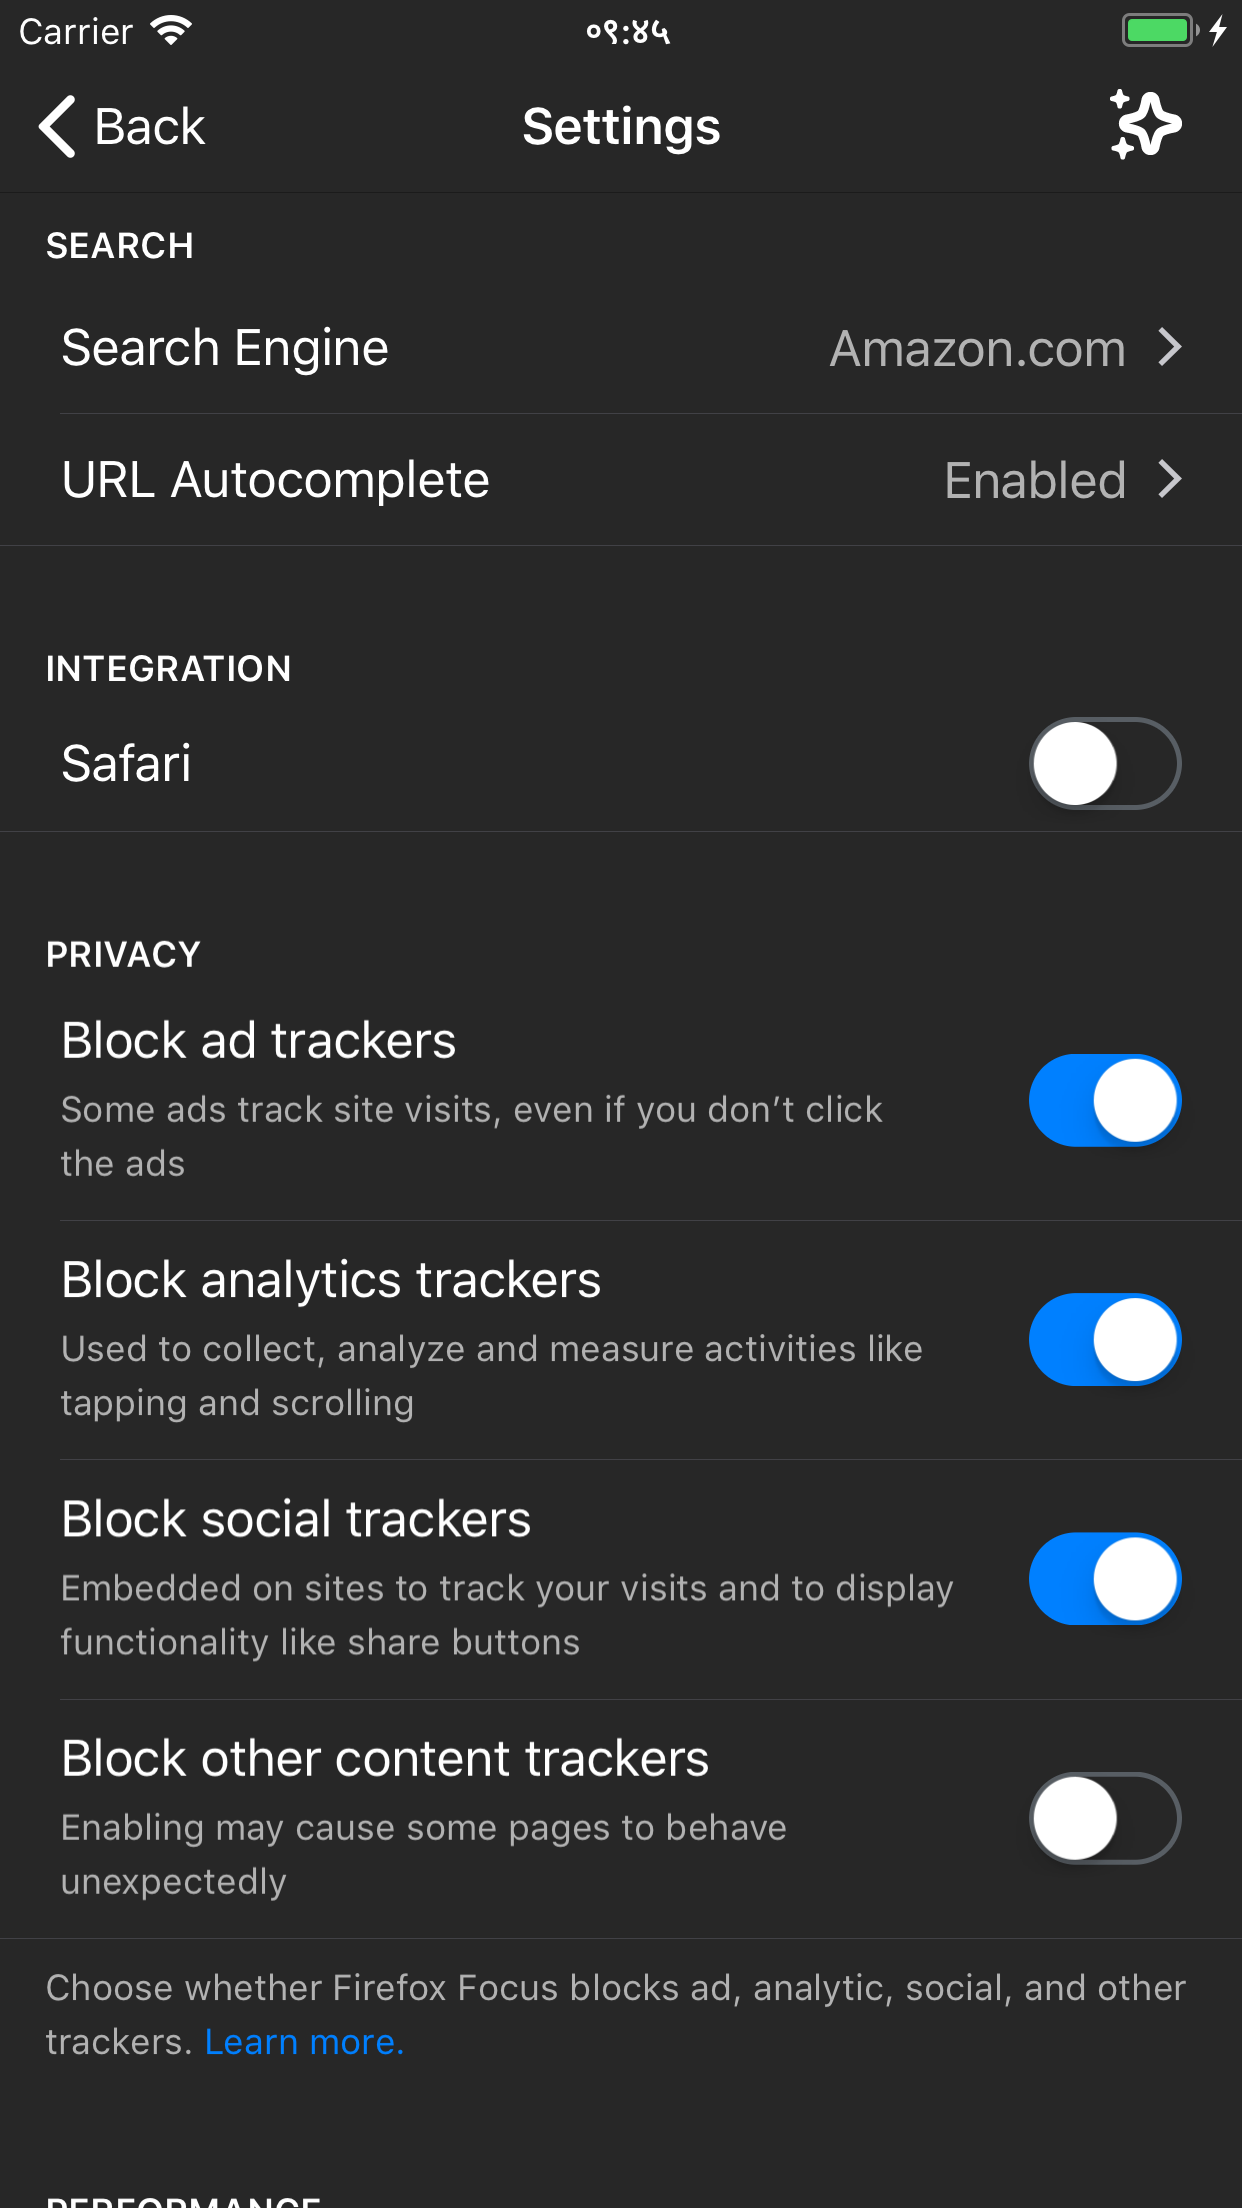 Carrier
०९:४५
Back
Settings
SEARCH
Search Engine
Amazon.com
URL Autocomplete
Enabled
INTEGRATION
Safari
PRIVACY
Block ad trackers
Some ads track site visits, even if you don’t click
the ads
Block analytics trackers
Used to collect, analyze and measure activities like
tapping and scrolling
Block social trackers
Embedded on sites to track your visits and to display
functionality like share buttons
Block other content trackers
Enabling may cause some pages to behave
unexpectedly
Choose whether Firefox Focus blocks ad, analytic, social, and other
trackers. Learn more.
PERFORMANCE